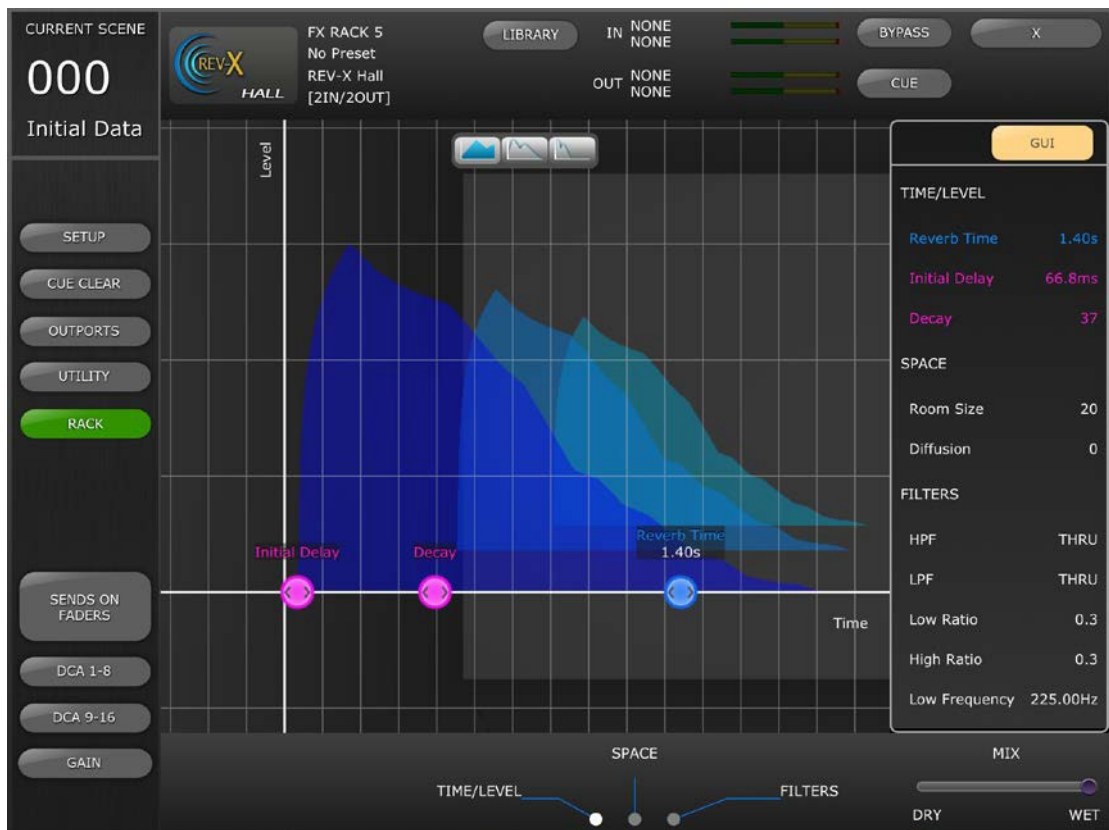 CURRENT SCENE
000
Initial Data
REV-X
HALL
FX RACK 5
No Preset
REV-X Hall
[2IN/2OUT]
LIBRARY
IN NONE
NONE
OUT NONE
NONE
BYPASS
X
CUE
SETUP
CUE CLEAR
OUTPORTS
UTILITY
RACK
SENDS ON
FADERS
DCA 1-8
DCA 9-16
GAIN
Level
Initial Delay
Decay
Reverb Time
1.40s
Time
GUI
TIME/LEVEL
Reverb Time 1.40s
Initial Delay 66.8ms
Decay 37
SPACE
Room Size 20
Diffusion 0
FILTERS
HPF THRU
LPF THRU
Low Ratio 0.3
High Ratio 0.3
Low Frequency 225.00Hz
SPACE
TIME/LEVEL
FILTERS
MIX
DRY WET